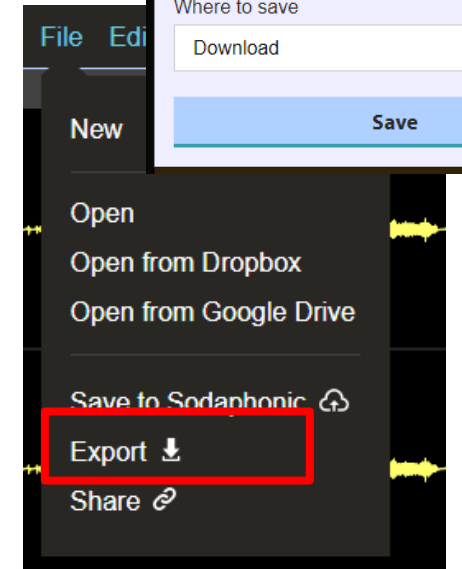 Where to save
Download
Save
File Edi
New
Open
Open from Dropbox
Open from Google Drive
Save to Sodaphonic
Export
Share